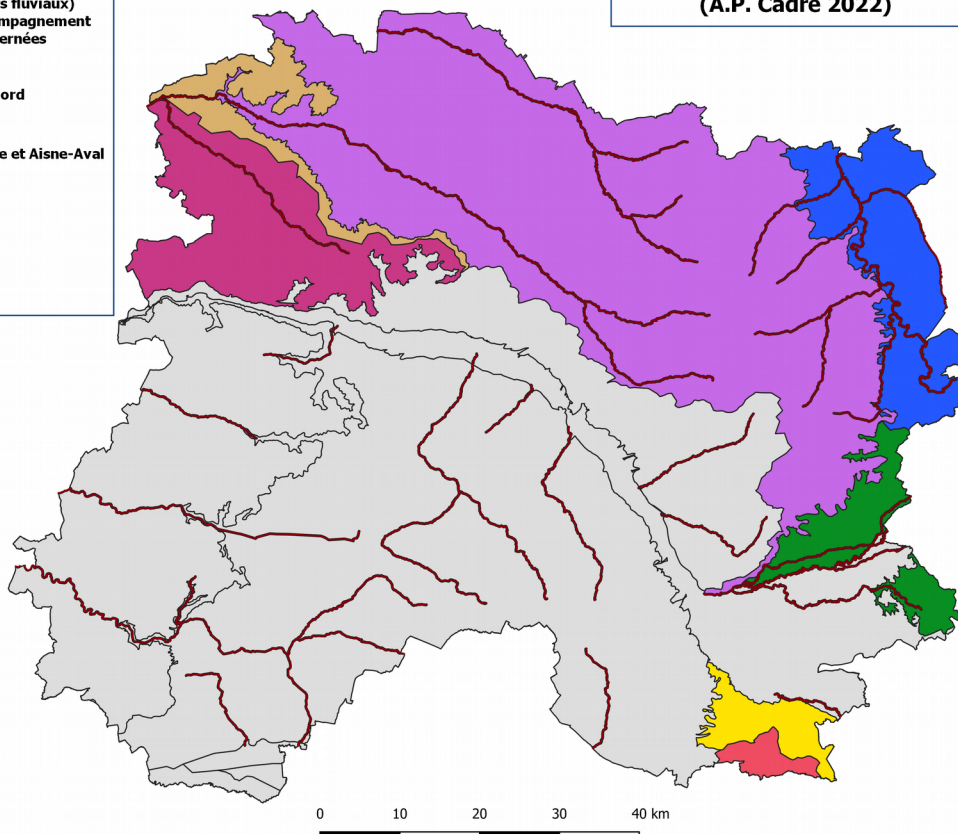 s fluviaux)
mpagnement
ernées
ord
e et Aisne-Aval
(A.P. Cadre 2022)
0 10 20 30 40 km